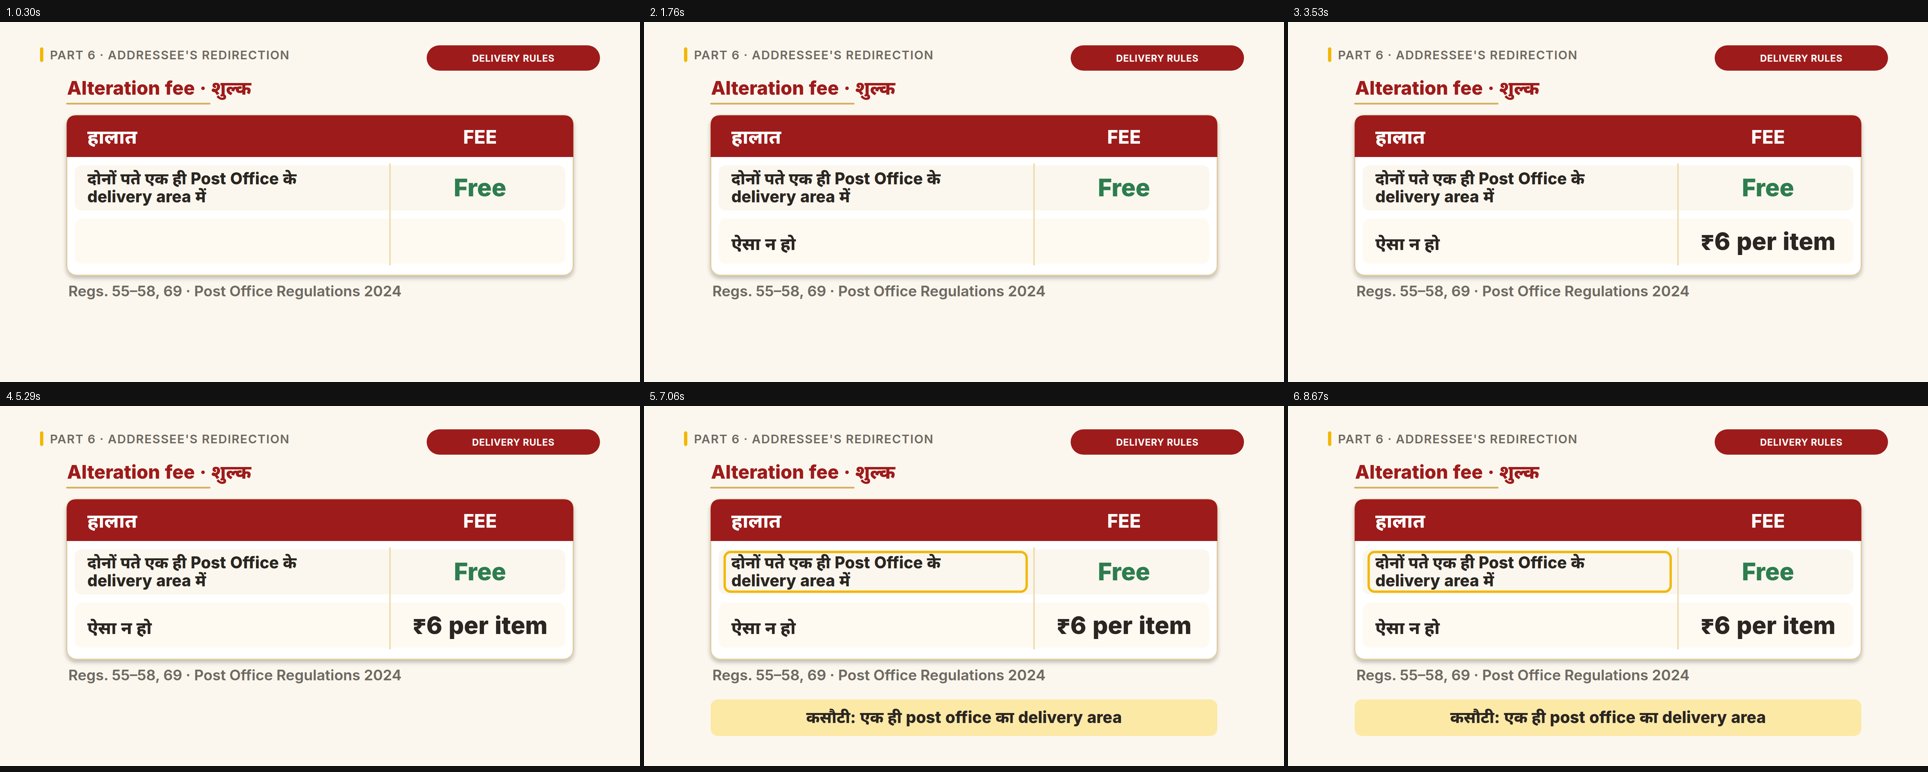 1. 0.30s
PART 6 · ADDRESSEE'S REDIRECTION
DELIVERY RULES
Alteration fee · शुल्क
हालात FEE
दोनों पते एक ही Post Office के
delivery area में
Free
Regs. 55–58, 69 · Post Office Regulations 2024
2. 1.76s
PART 6 · ADDRESSEE'S REDIRECTION
DELIVERY RULES
Alteration fee · शुल्क
हालात FEE
दोनों पते एक ही Post Office के
delivery area में
Free
ऐसा न हो
Regs. 55–58, 69 · Post Office Regulations 2024
3. 3.53s
PART 6 · ADDRESSEE'S REDIRECTION
DELIVERY RULES
Alteration fee · शुल्क
हालात FEE
दोनों पते एक ही Post Office के
delivery area में
Free
ऐसा न हो ₹6 per item
Regs. 55–58, 69 · Post Office Regulations 2024
4. 5.29s
PART 6 · ADDRESSEE'S REDIRECTION
DELIVERY RULES
Alteration fee · शुल्क
हालात FEE
दोनों पते एक ही Post Office के
delivery area में
Free
ऐसा न हो ₹6 per item
Regs. 55–58, 69 · Post Office Regulations 2024
5. 7.06s
PART 6 · ADDRESSEE'S REDIRECTION
DELIVERY RULES
Alteration fee · शुल्क
हालात FEE
दोनों पते एक ही Post Office के
delivery area में
Free
ऐसा न हो ₹6 per item
Regs. 55–58, 69 · Post Office Regulations 2024
कसौटी: एक ही post office का delivery area
6. 8.67s
PART 6 · ADDRESSEE'S REDIRECTION
DELIVERY RULES
Alteration fee · शुल्क
हालात FEE
दोनों पते एक ही Post Office के
delivery area में
Free
ऐसा न हो ₹6 per item
Regs. 55–58, 69 · Post Office Regulations 2024
कसौटी: एक ही post office का delivery area